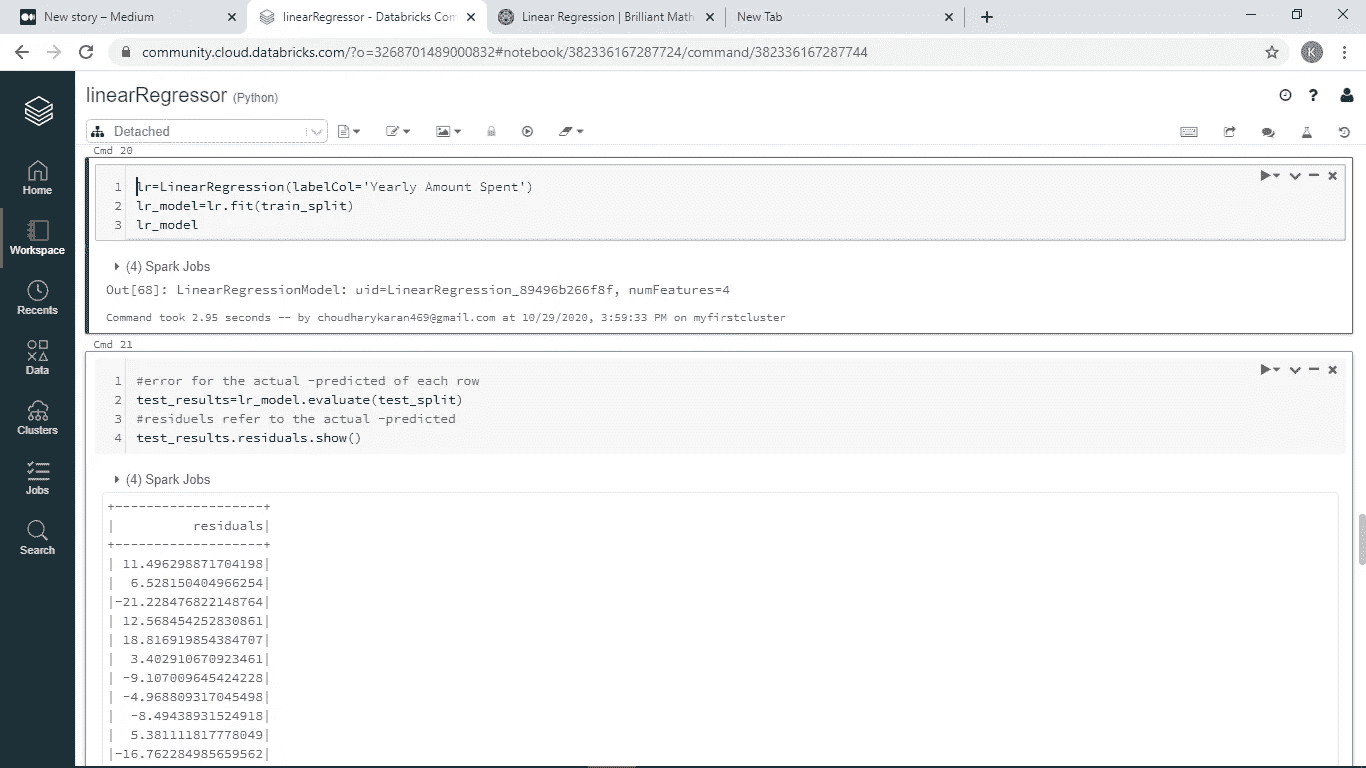 New story – Medium
linearRegressor - Databricks Com
Linear Regression | Brilliant Math
New Tab
community.cloud.databricks.com/?o=3268701489000832#notebook/382336167287724/command/382336167287744
K
linearRegressor (Python)
Detached
Home
Workspace
Recents
Data
Clusters
Jobs
Search
Cmd 20
1 lr=LinearRegression(labelCol='Yearly Amount Spent')
2 lr_model=lr.fit(train_split)
3 lr_model
(4) Spark Jobs
Out[68]: LinearRegressionModel: uid=LinearRegression_89496b266f8f, numFeatures=4
Command took 2.95 seconds -- by choudharykaran469@gmail.com at 10/29/2020, 3:59:33 PM on myfirstcluster
Cmd 21
1 #error for the actual -predicted of each row
2 test_results=lr_model.evaluate(test_split)
3 #residuels refer to the actual -predicted
4 test_results.residuals.show()
(4) Spark Jobs
+-------------------+
|          residuals|
+-------------------+
| 11.496298871704198|
|  6.528150404966254|
|-21.228476822148764|
| 12.568454252830861|
| 18.816919854384707|
|  3.402910670923461|
| -9.107009645424228|
| -4.968809317045498|
|  -8.49438931524918|
|  5.381111817778049|
|-16.762284985659562|